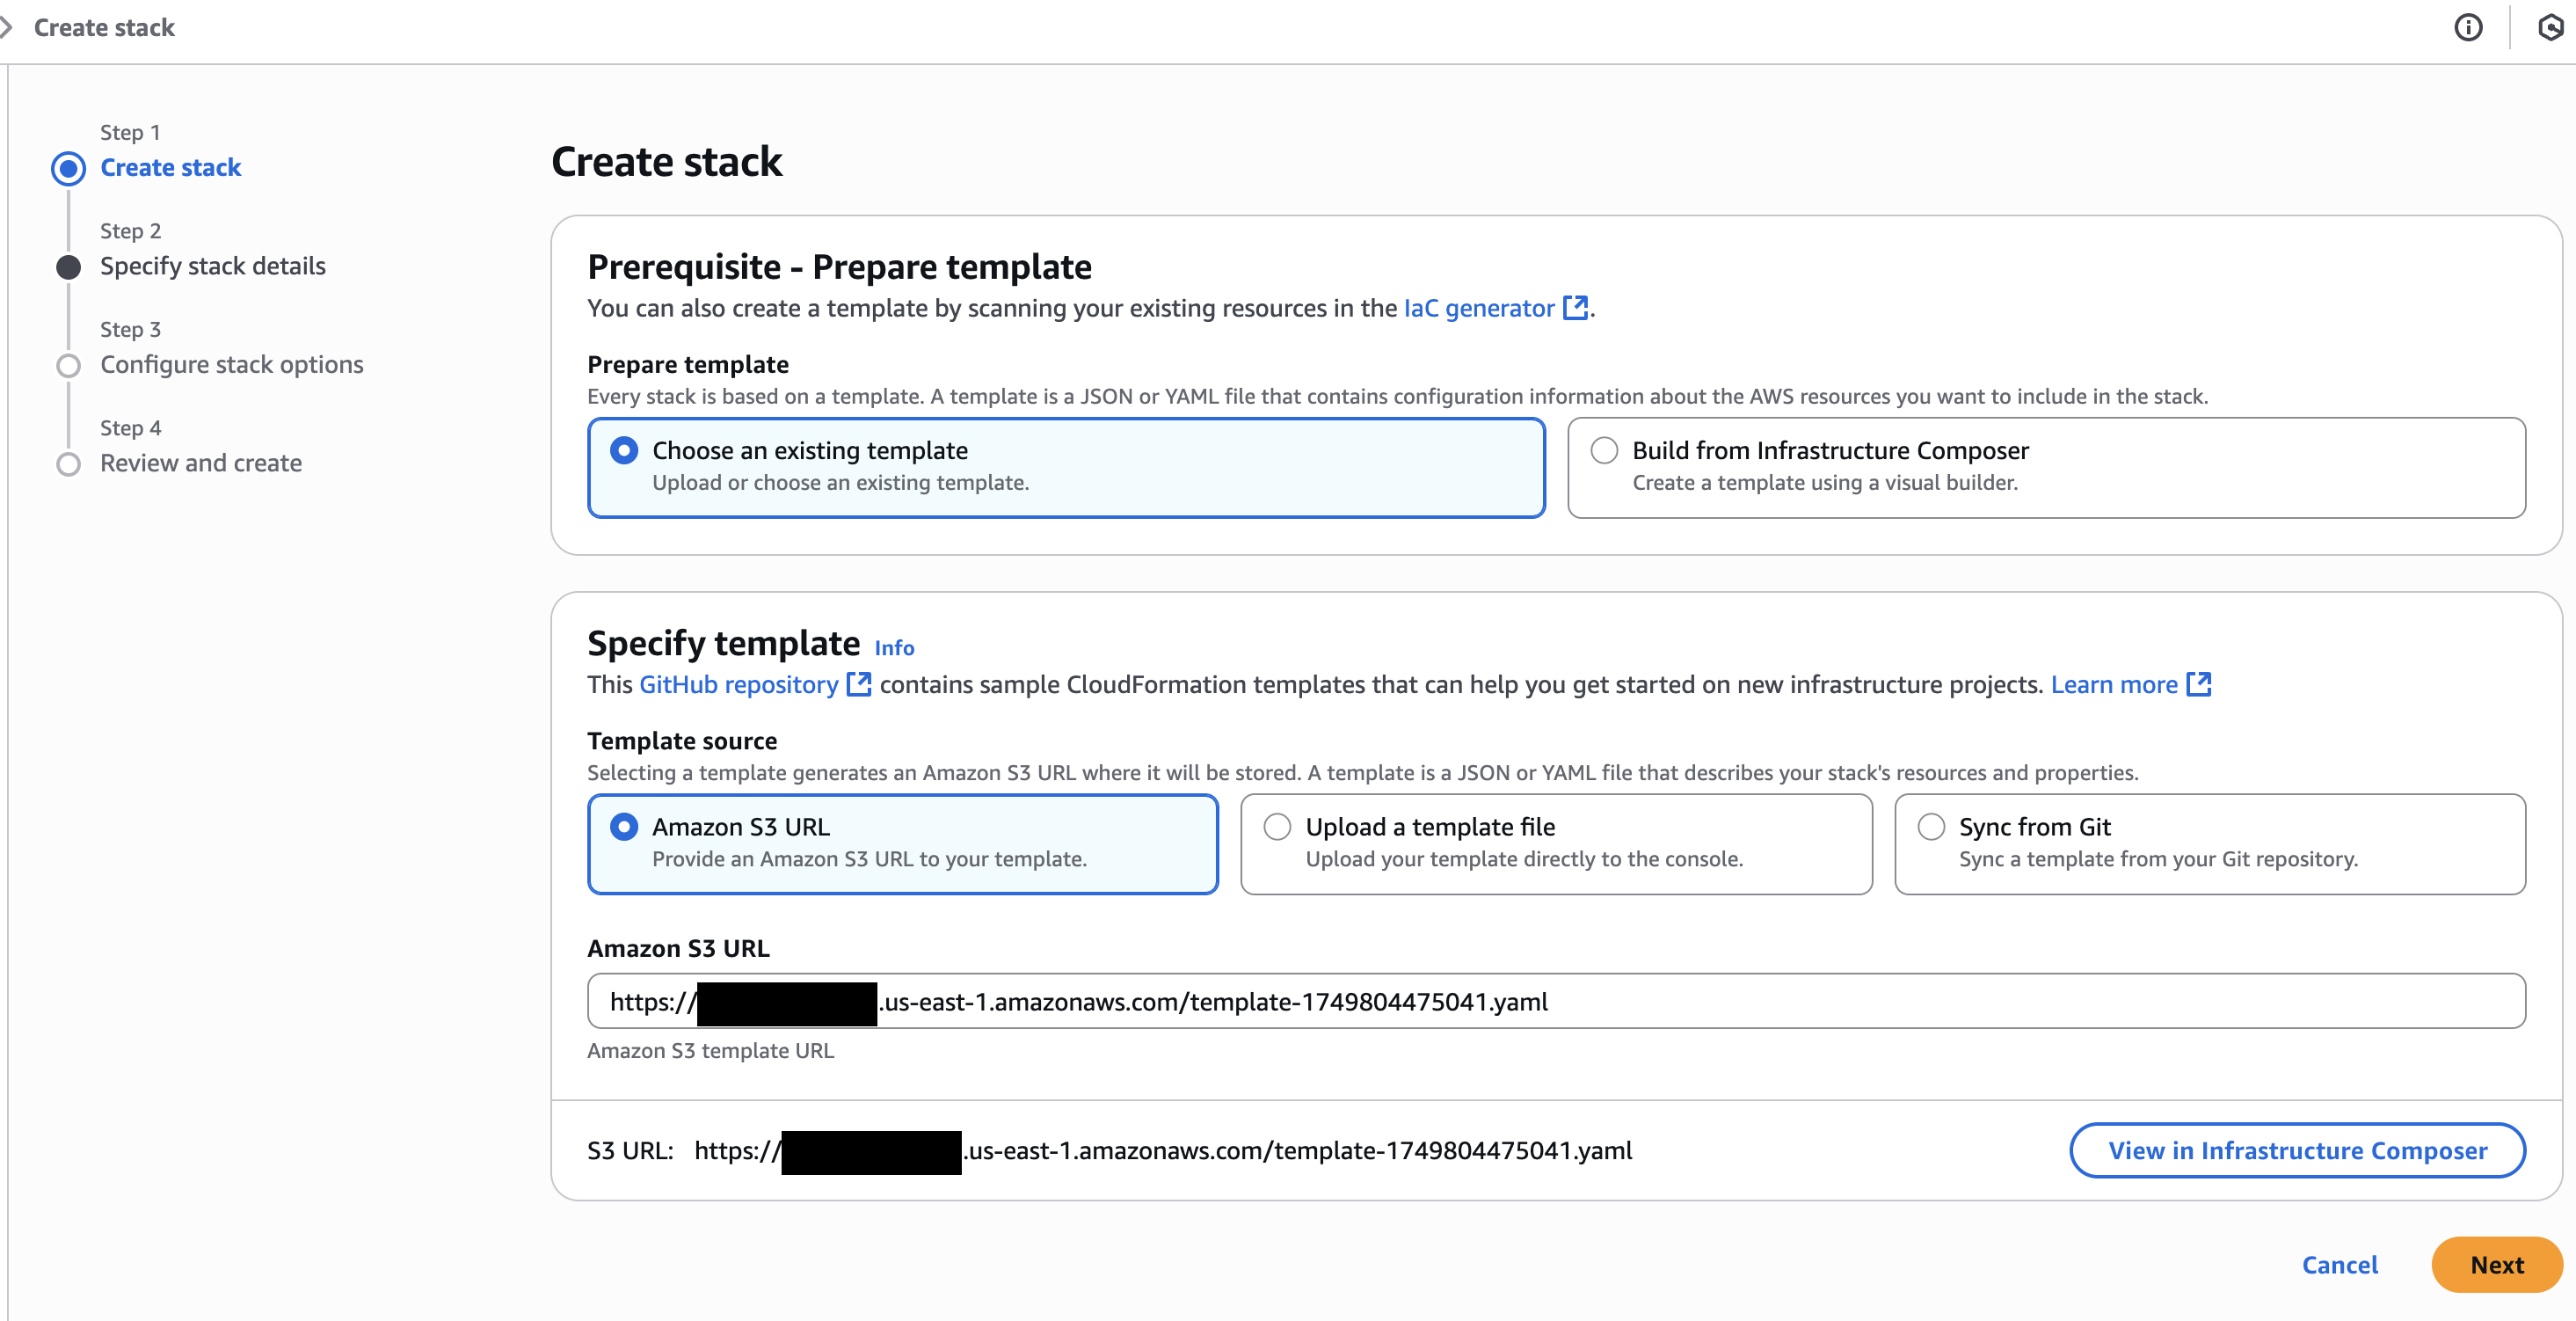 Create stack
Step 1
Create stack
Step 2
Specify stack details
Step 3
Configure stack options
Step 4
Review and create
Create stack
Prerequisite - Prepare template
You can also create a template by scanning your existing resources in the IaC generator.
Prepare template
Every stack is based on a template. A template is a JSON or YAML file that contains configuration information about the AWS resources you want to include in the stack.
Choose an existing template
Upload or choose an existing template.
Build from Infrastructure Composer
Create a template using a visual builder.
Specify template Info
This GitHub repository contains sample CloudFormation templates that can help you get started on new infrastructure projects. Learn more
Template source
Selecting a template generates an Amazon S3 URL where it will be stored. A template is a JSON or YAML file that describes your stack's resources and properties.
Amazon S3 URL
Provide an Amazon S3 URL to your template.
Upload a template file
Upload your template directly to the console.
Sync from Git
Sync a template from your Git repository.
Amazon S3 URL
https:// .us-east-1.amazonaws.com/template-1749804475041.yaml
Amazon S3 template URL
S3 URL: https:// .us-east-1.amazonaws.com/template-1749804475041.yaml
View in Infrastructure Composer
Cancel
Next